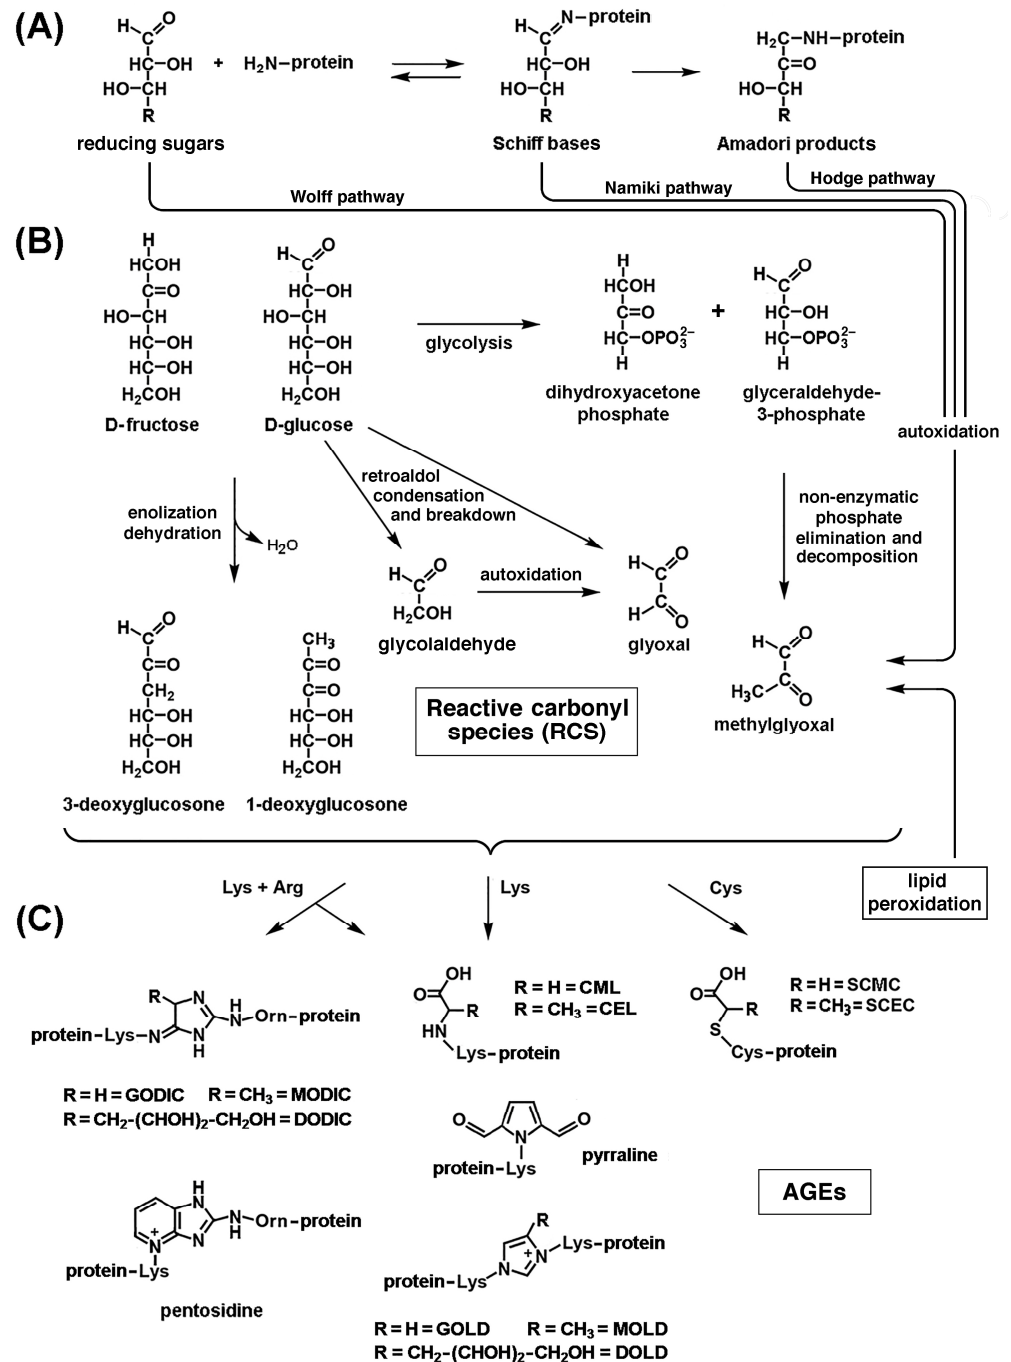 (A)
H O
C
HC–OH
HO–CH
R
reducing sugars
+
H₂N–protein
H N–protein
C
HC–OH
HO–CH
R
Schiff bases
H₂C–NH–protein
C=O
HO–CH
R
Amadori products
Wolff pathway
Namiki pathway
Hodge pathway
(B)
H
HCOH
C=O
HO–CH
HC–OH
HC–OH
H₂COH
D-fructose
H O
C
HC–OH
HO–CH
HC–OH
HC–OH
H₂COH
D-glucose
glycolysis
H
HCOH
C=O
HC–OPO₃²⁻
H
dihydroxyacetone
phosphate
+
H O
C
HC–OH
HC–OPO₃²⁻
H
glyceraldehyde-
3-phosphate
autoxidation
retroaldol
condensation
and breakdown
enolization
dehydration
H₂O
non-enzymatic
phosphate
elimination and
decomposition
H O
C
H₂COH
glycolaldehyde
autoxidation
H O
C
H C
O
glyoxal
H O
C
H₃C C
O
methylglyoxal
H O
C
C=O
CH₂
HC–OH
HC–OH
H₂COH
3-deoxyglucosone
CH₃
C=O
C=O
HC–OH
HC–OH
H₂COH
1-deoxyglucosone
Reactive carbonyl
species (RCS)
lipid
peroxidation
Lys + Arg
Lys
Cys
(C)
R N
H
N Orn–protein
protein–Lys–N N
H
R = H = GODIC R = CH₃ = MODIC
R = CH₂-(CHOH)₂-CH₂OH = DODIC
OH
O
R
HN
Lys–protein
R = H = CML
R = CH₃ = CEL
OH
O
R
S
Cys–protein
R = H = SCMC
R = CH₃ = SCEC
O O
N
protein–Lys
pyrraline
AGEs
H
N
N Orn–protein
H
N + N
protein–Lys
pentosidine
R
Lys–protein
+ N
N
protein–Lys
R = H = GOLD R = CH₃ = MOLD
R = CH₂-(CHOH)₂-CH₂OH = DOLD